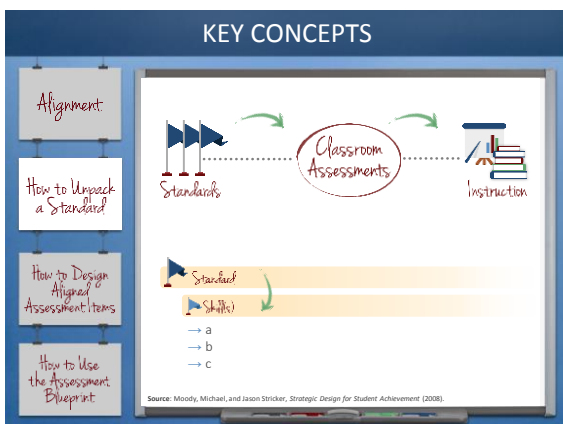 KEY CONCEPTS
Alignment
How to Unpack
a Standard
How to Design
Aligned
Assessment Items
How to Use
the Assessment
Blueprint
Standards
Classroom
Assessments
Instruction
Standard
Skill(s)
→ a
→ b
→ c
Source: Moody, Michael, and Jason Stricker, Strategic Design for Student Achievement (2008).